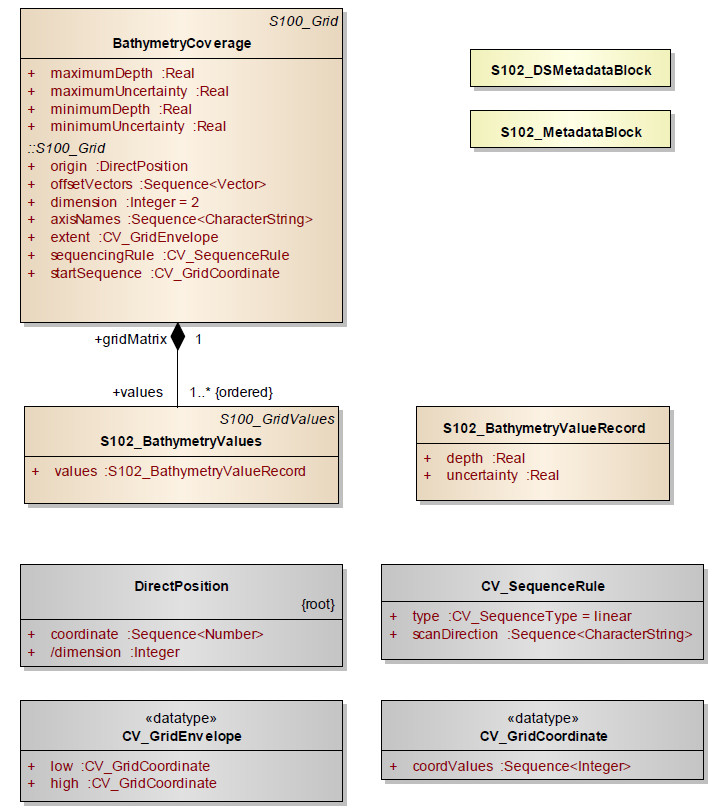 S100_Grid
BathymetryCoverage
+ maximumDepth :Real
+ maximumUncertainty :Real
+ minimumDepth :Real
+ minimumUncertainty :Real
::S100_Grid
+ origin :DirectPosition
+ offsetVectors :Sequence<Vector>
+ dimension :Integer = 2
+ axisNames :Sequence<CharacterString>
+ extent :CV_GridEnvelope
+ sequencingRule :CV_SequenceRule
+ startSequence :CV_GridCoordinate
S102_DSMetadataBlock
S102_MetadataBlock
+gridMatrix 1
+values 1..* {ordered}
S100_GridValues
S102_BathymetryValues
+ values :S102_BathymetryValueRecord
S102_BathymetryValueRecord
+ depth :Real
+ uncertainty :Real
DirectPosition
{root}
+ coordinate :Sequence<Number>
+ /dimension :Integer
CV_SequenceRule
+ type :CV_SequenceType = linear
+ scanDirection :Sequence<CharacterString>
«datatype»
CV_GridEnvelope
+ low :CV_GridCoordinate
+ high :CV_GridCoordinate
«datatype»
CV_GridCoordinate
+ coordValues :Sequence<Integer>